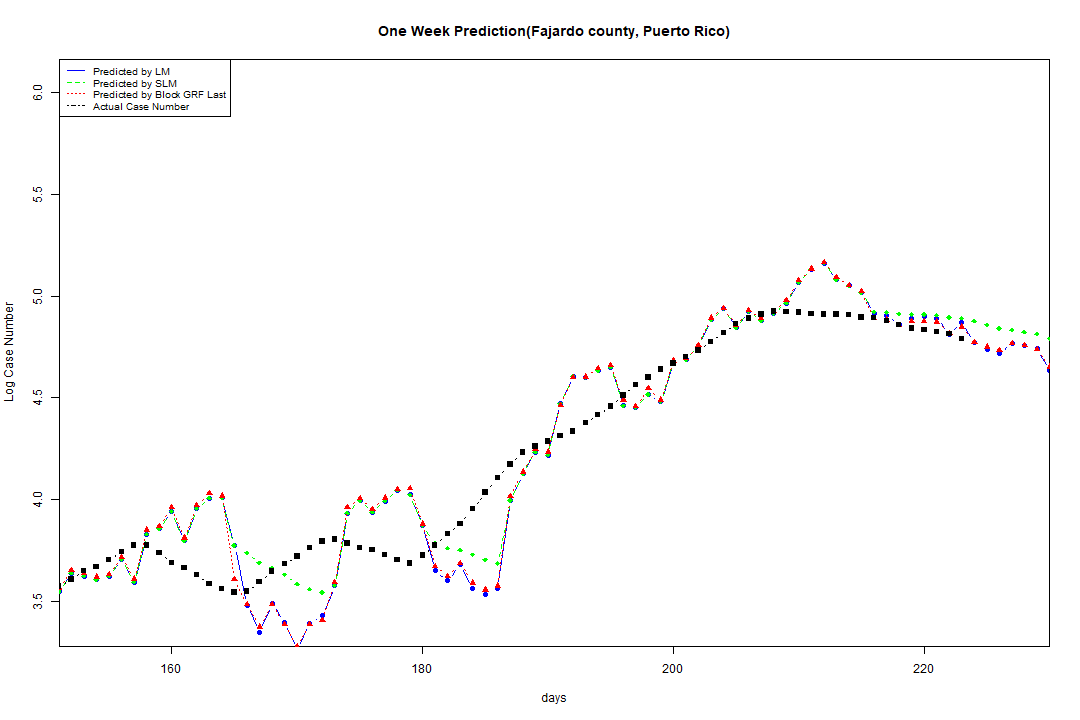 One Week Prediction(Fajardo county, Puerto Rico)
Predicted by LM
Predicted by SLM
Predicted by Block GRF Last
Actual Case Number
6.0
5.5
5.0
4.5
4.0
3.5
Log Case Number
160
180
200
220
days